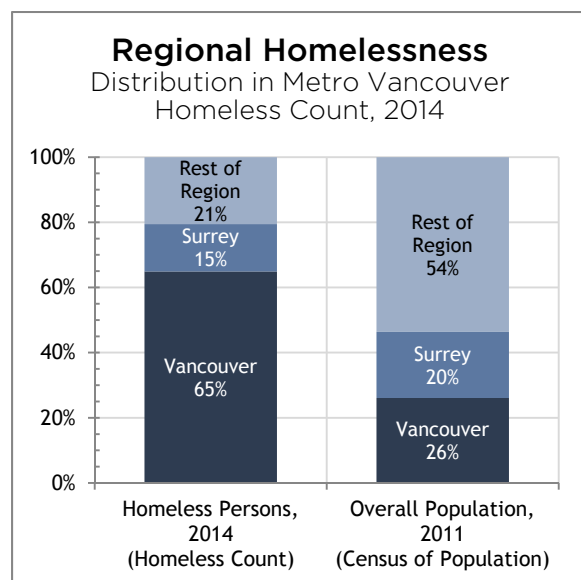 Regional Homelessness
Distribution in Metro Vancouver
Homeless Count, 2014
100%
80%
60%
40%
20%
0%
Rest of
Region
21%
Surrey
15%
Vancouver
65%
Rest of
Region
54%
Surrey
20%
Vancouver
26%
Homeless Persons,
2014
(Homeless Count)
Overall Population,
2011
(Census of Population)